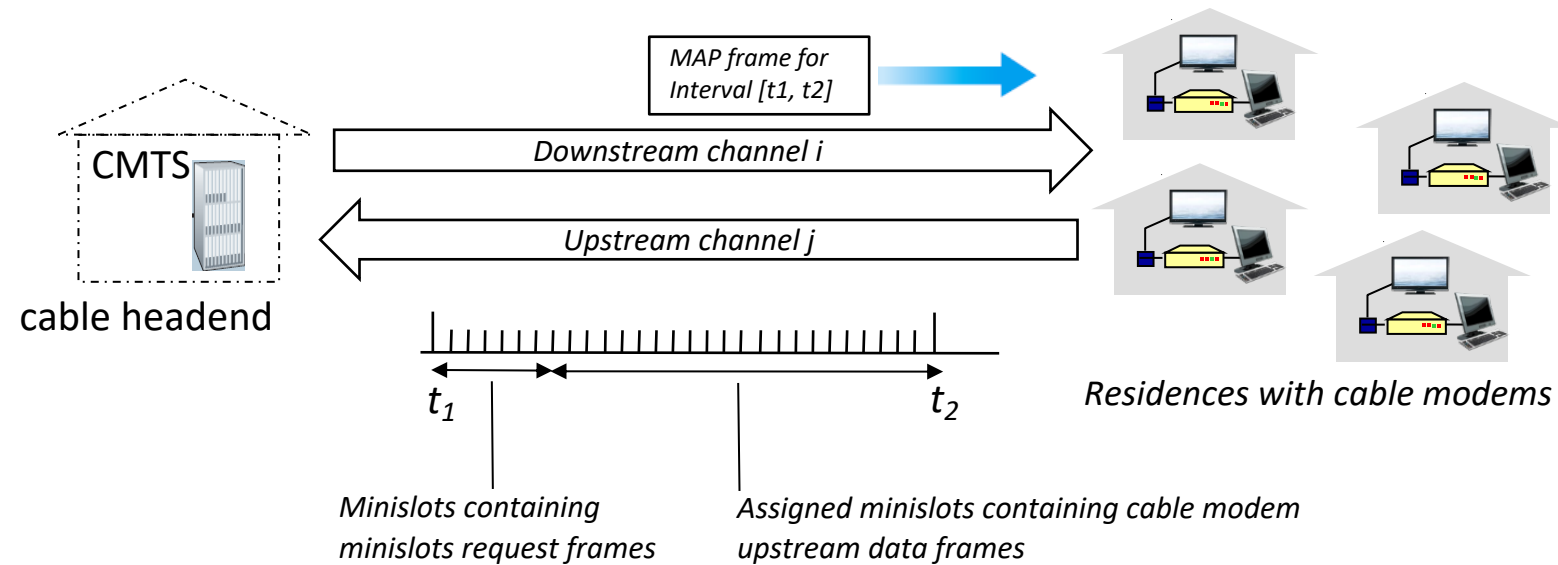 MAP frame for
Interval [t1, t2]
CMTS
Downstream channel i
Upstream channel j
cable headend
t1
t2
Residences with cable modems
Minislots containing
minislots request frames
Assigned minislots containing cable modem
upstream data frames